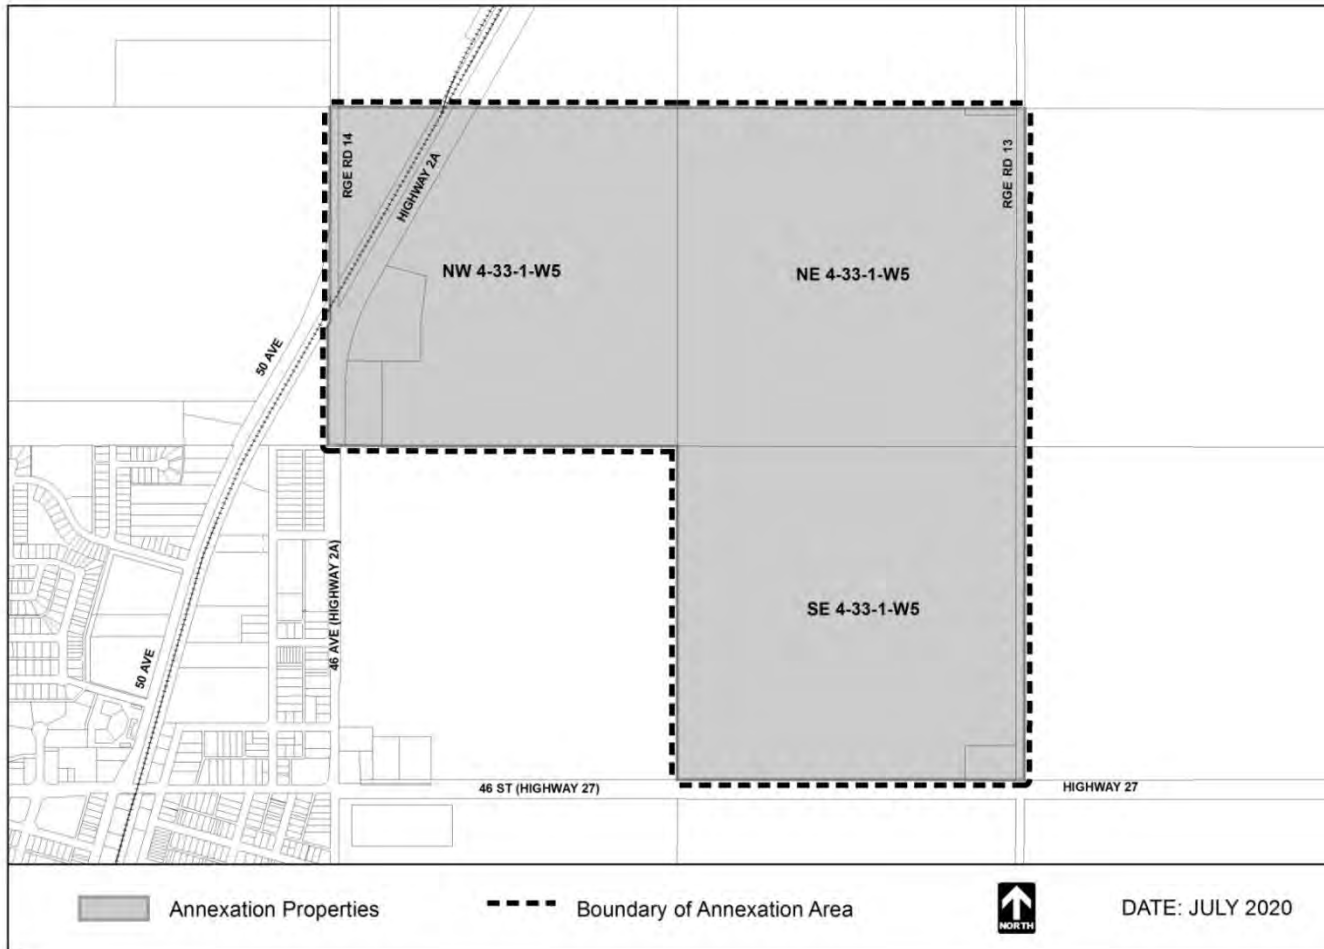 RGE RD 14
HIGHWAY 2A
RGE RD 13
NW 4-33-1-W5
NE 4-33-1-W5
50 AVE
46 AVE (HIGHWAY 2A)
SE 4-33-1-W5
50 AVE
46 ST (HIGHWAY 27)
HIGHWAY 27
Annexation Properties
Boundary of Annexation Area
NORTH
DATE: JULY 2020